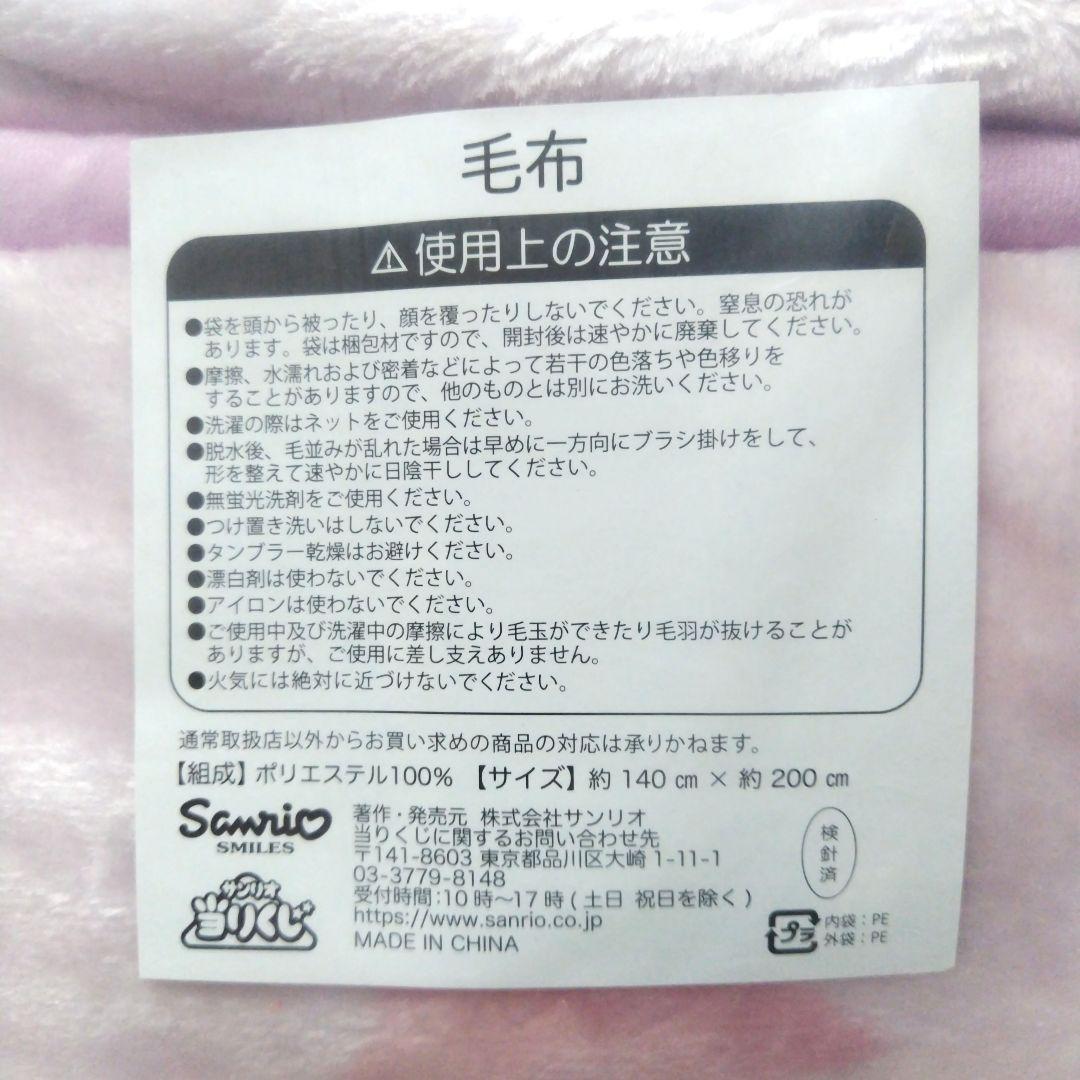 毛布
⚠使用上の注意
●袋を頭から被ったり、顔を覆ったりしないでください。窒息の恐れが
あります。袋は梱包材ですので、開封後は速やかに廃棄してください。
●摩擦、水濡れおよび密着などによって若干の色落ちや色移りを
することがありますので、他のものとは別にお洗いください。
●洗濯の際はネットをご使用ください。
●脱水後、毛並みが乱れた場合は早めに一方向にブラシ掛けをして、
形を整えて速やかに日陰干ししてください。
●無蛍光洗剤をご使用ください。
●つけ置き洗いはしないでください。
●タンブラー乾燥はお避けください。
●漂白剤は使わないでください。
●アイロンは使わないでください。
●ご使用中及び洗濯中の摩擦により毛玉ができたり毛羽が抜けることが
ありますが、ご使用に差し支えありません。
●火気には絶対に近づけないでください。
通常取扱店以外からお買い求めの商品の対応は承りかねます。
【組成】ポリエステル100% 【サイズ】約 140 ㎝ × 約 200 ㎝
Sanrio
SMILES
サンリオ
当りくじ
著作・発売元 株式会社サンリオ
当りくじに関するお問い合わせ先
〒141-8603 東京都品川区大崎 1-11-1
03-3779-8148
受付時間:10時〜17時(土日 祝日を除く)
https://www.sanrio.co.jp
MADE IN CHINA
検針済
プラ
内袋:PE
外袋:PE